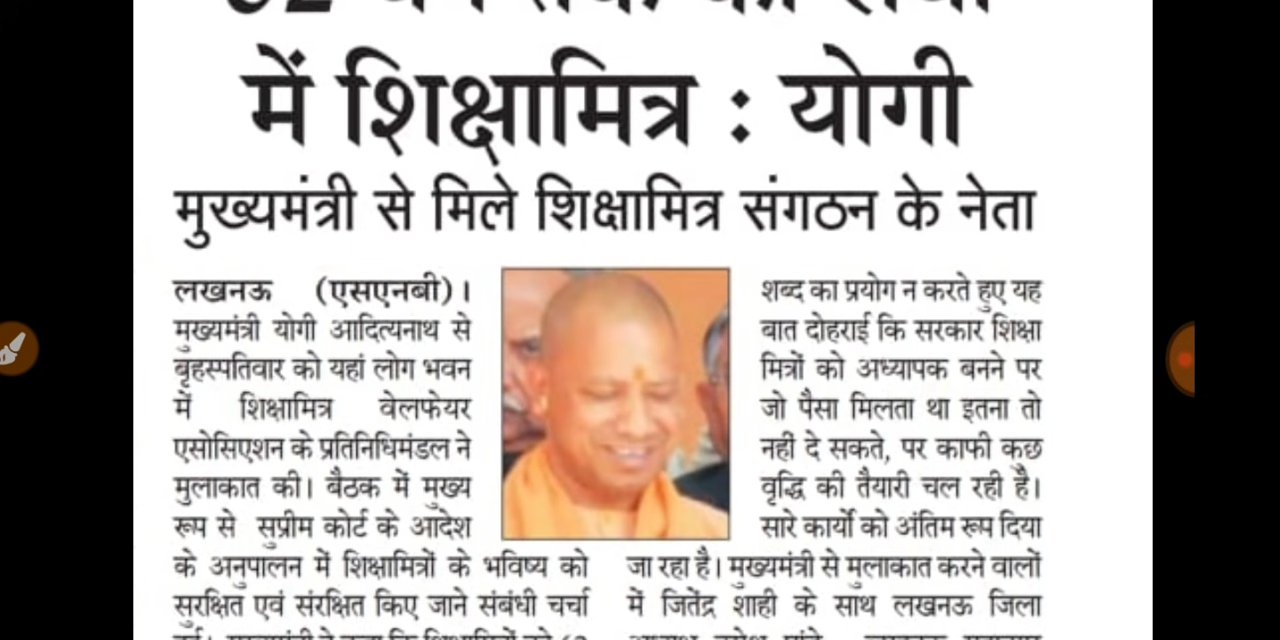 में शिक्षामित्र : योगी
मुख्यमंत्री से मिले शिक्षामित्र संगठन के नेता
लखनऊ (एसएनबी)।
मुख्यमंत्री योगी आदित्यनाथ से
बृहस्पतिवार को यहां लोग भवन
में शिक्षामित्र वेलफेयर
एसोसिएशन के प्रतिनिधिमंडल ने
मुलाकात की। बैठक में मुख्य
रूप से सुप्रीम कोर्ट के आदेश
के अनुपालन में शिक्षामित्रों के भविष्य को
सुरक्षित एवं संरक्षित किए जाने संबंधी चर्चा
शब्द का प्रयोग न करते हुए यह
बात दोहराई कि सरकार शिक्षा
मित्रों को अध्यापक बनने पर
जो पैसा मिलता था इतना तो
नहीं दे सकते, पर काफी कुछ
वृद्धि की तैयारी चल रही है।
सारे कार्यो को अंतिम रूप दिया
जा रहा है। मुख्यमंत्री से मुलाकात करने वालों
में जितेंद्र शाही के साथ लखनऊ जिला